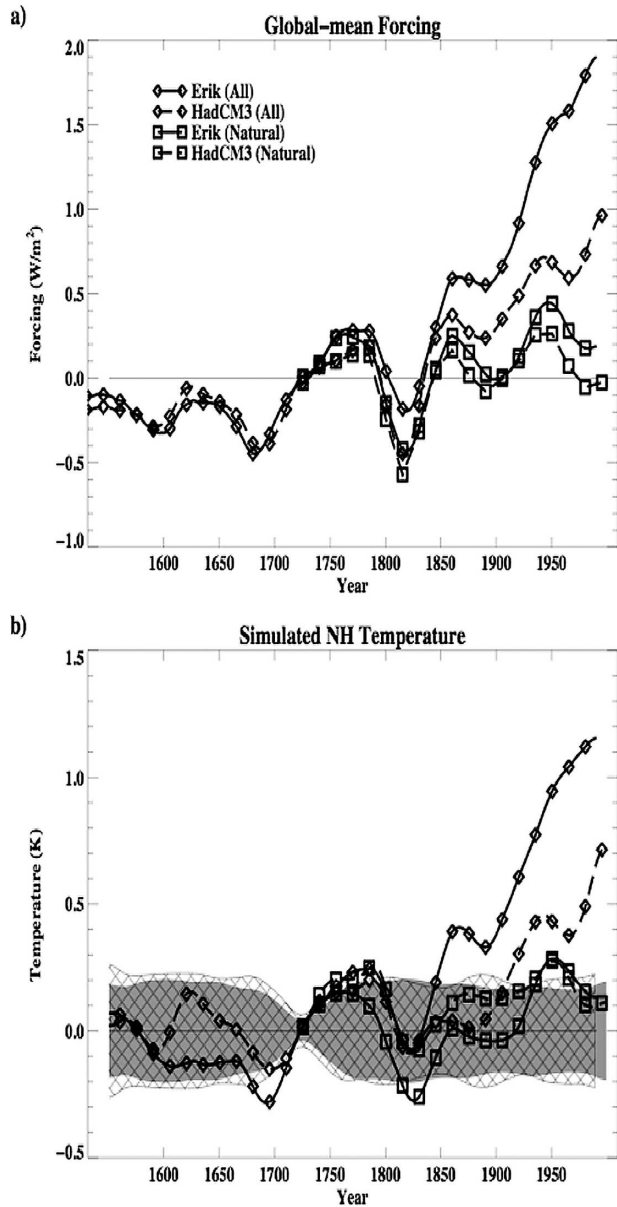 a)
Global-mean Forcing
2.0
1.5
1.0
0.5
0.0
-0.5
-1.0
Forcing (W/m²)
Erik (All)
HadCM3 (All)
Erik (Natural)
HadCM3 (Natural)
1600 1650 1700 1750 1800 1850 1900 1950
Year
b)
Simulated NH Temperature
1.5
1.0
0.5
0.0
-0.5
Temperature (K)
1600 1650 1700 1750 1800 1850 1900 1950
Year